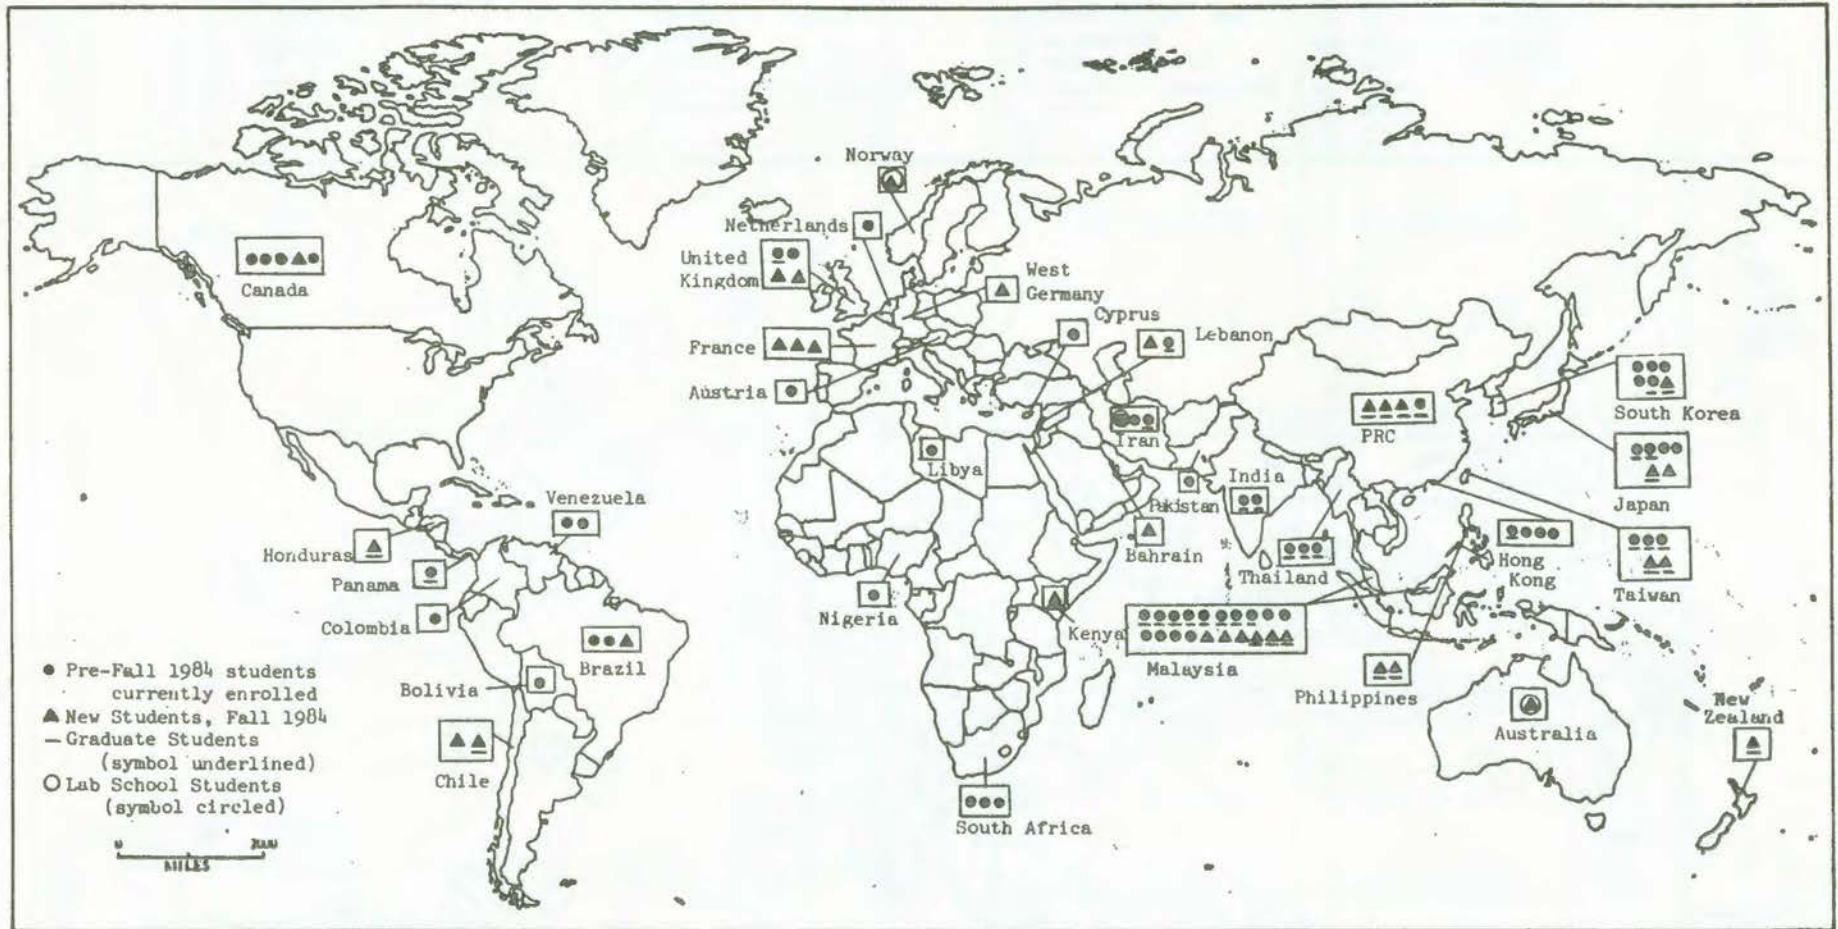 Norway
Netherlands
United
Kingdom
West
Germany
Canada
Cyprus
Lebanon
France
Austria
Iran
PRC
South Korea
Libya
India
Pakistan
Japan
Venezuela
Honduras
Bahrain
Hong
Kong
Panama
Thailand
Taiwan
Colombia
Nigeria
Kenya
Brazil
Malaysia
Bolivia
Philippines
New
Zealand
Australia
Chile
South Africa
Pre-Fall 1984 students
currently enrolled
New Students, Fall 1984
Graduate Students
(symbol underlined)
Lab School Students
(symbol circled)
0
MILES